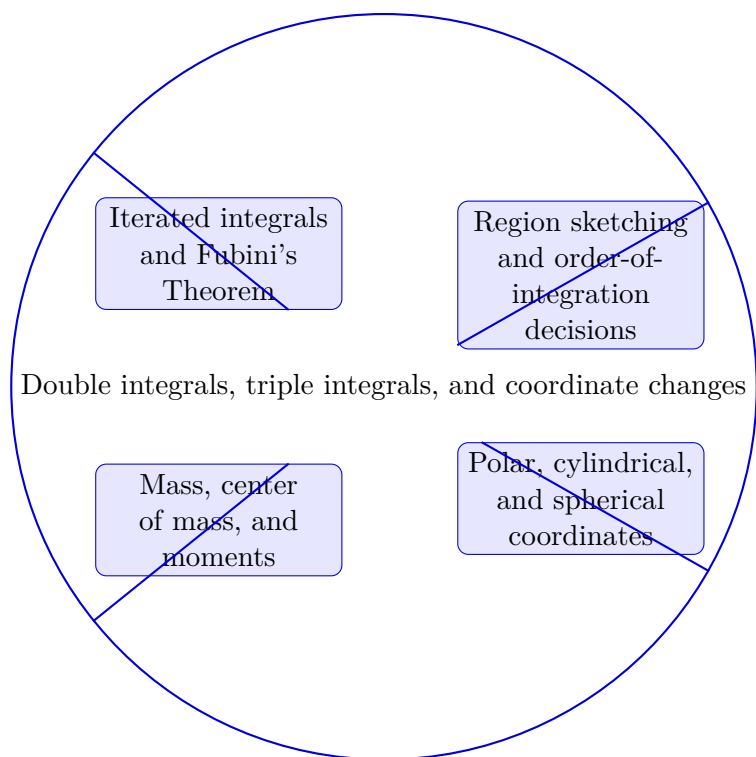 Iterated integrals
and Fubini's
Theorem
Region sketching
and order-of-
integration
decisions
Double integrals, triple integrals, and coordinate changes
Mass, center
of mass, and
moments
Polar, cylindrical,
and spherical
coordinates